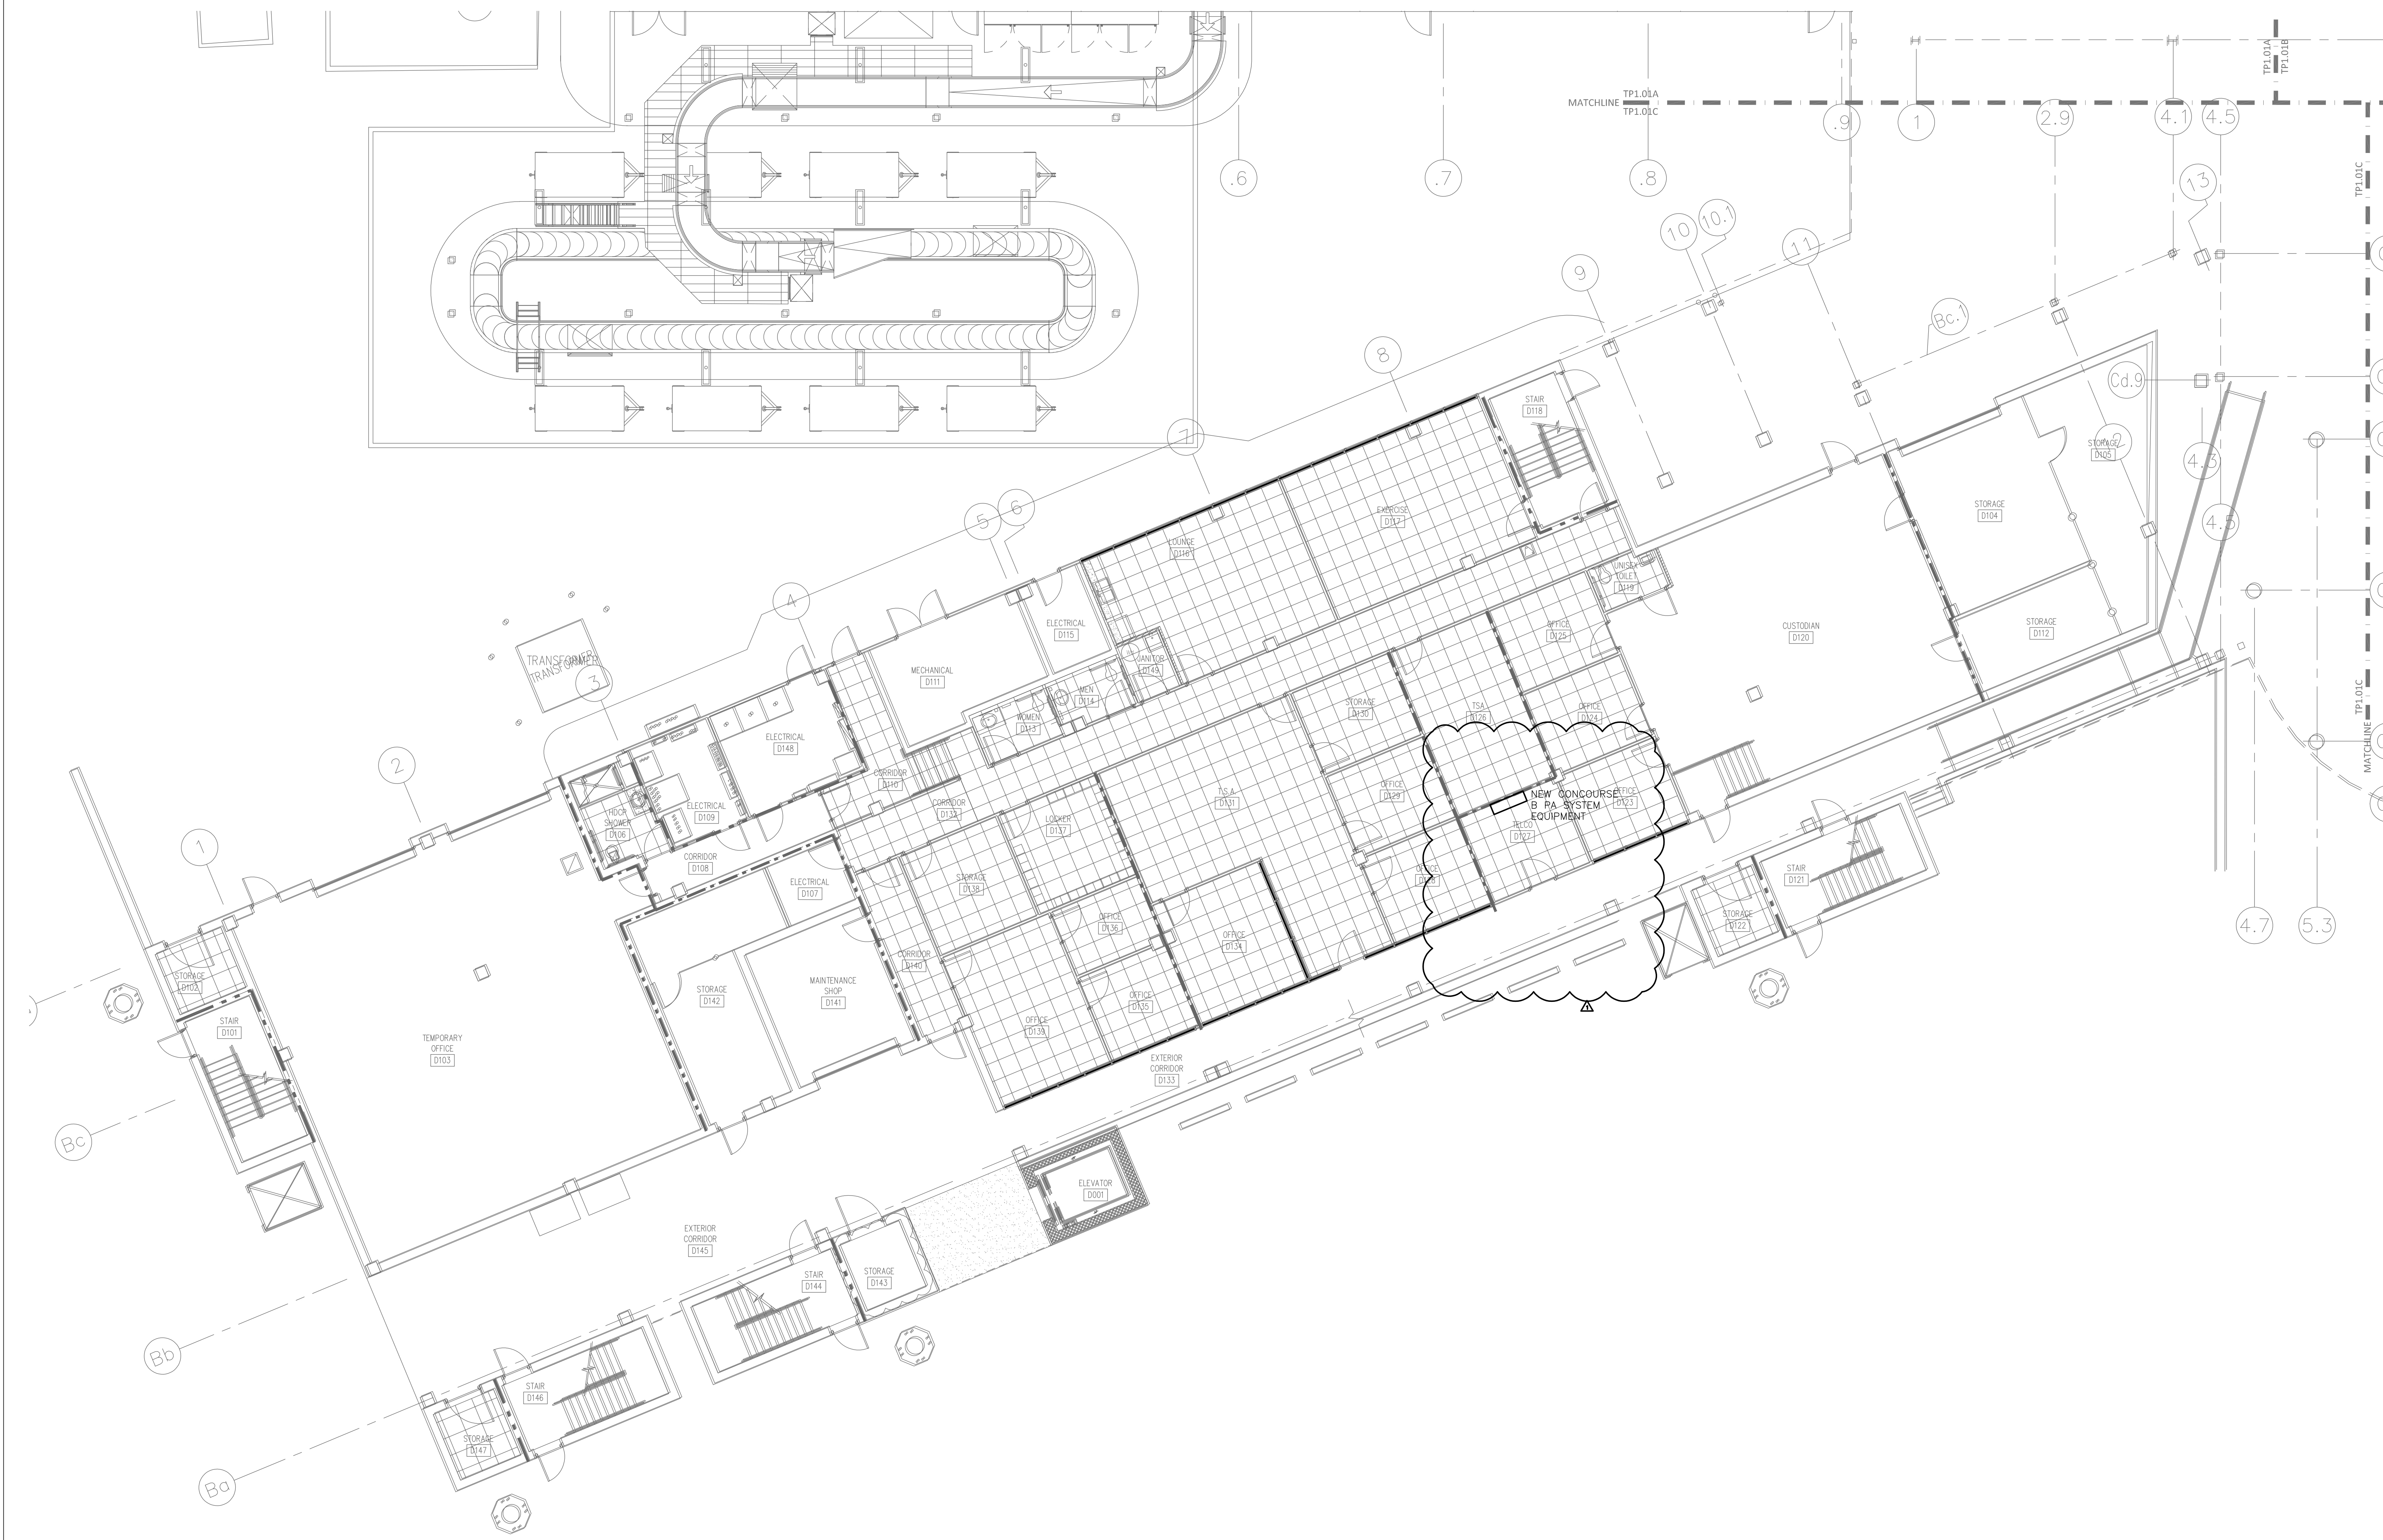 TP1.01A
TP1.01B
MATCHLINE
TP1.01A
TP1.01C
.6
.7
.8
.9
1
2.9
4.1
4.5
TP1.01C
13
10
10.1
11
9
Bc.1
8
Cd.9
7
12
4.3
4.5
5
6
4
3
2
1
STAIR
D118
STORAGE
D105
EXERCISE
D117
STORAGE
D104
LOUNGE
D116
UNISEX
TOILET
D119
ELECTRICAL
D115
OFFICE
D125
CUSTODIAN
D120
STORAGE
D112
TRANSFORMER
TRANSFORMER
MECHANICAL
D111
JANITOR
D149
MEN
D114
WOMEN
D113
STORAGE
D130
TSA
D126
OFFICE
D124
ELECTRICAL
D148
CORRIDOR
D110
CORRIDOR
D132
T.S.A.
D131
OFFICE
D129
NEW CONCOURSE
B PA SYSTEM
EQUIPMENT
OFFICE
D123
HDCP
SHOWER
D106
ELECTRICAL
D109
LOCKER
D137
TELCO
D127
CORRIDOR
D108
ELECTRICAL
D107
STORAGE
D138
OFFICE
D128
STAIR
D121
OFFICE
D136
OFFICE
D134
STORAGE
D122
4.7
5.3
TP1.01C
MATCHLINE
STORAGE
D102
STORAGE
D142
MAINTENANCE
SHOP
D141
CORRIDOR
D140
OFFICE
D135
OFFICE
D139
1
STAIR
D101
TEMPORARY
OFFICE
D103
EXTERIOR
CORRIDOR
D133
Bc
ELEVATOR
D001
EXTERIOR
CORRIDOR
D145
STAIR
D144
STORAGE
D143
Bb
STAIR
D146
STORAGE
D147
Ba